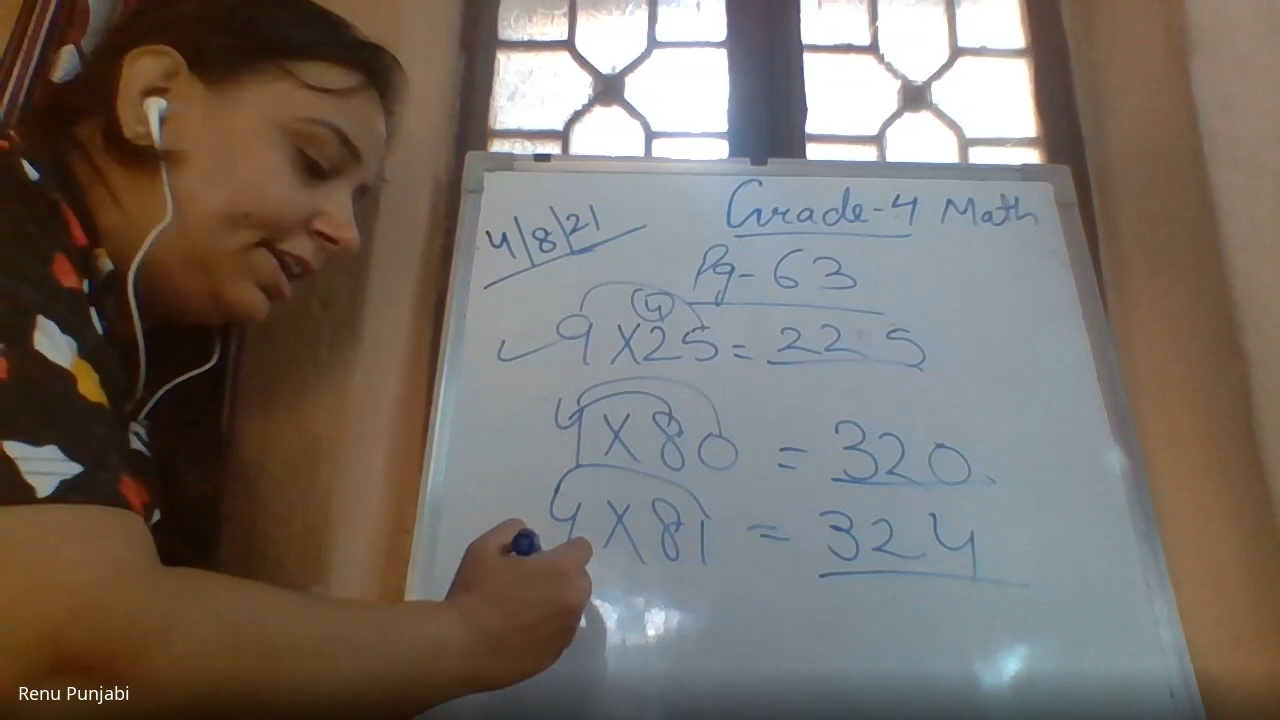 Grade-4 Math
4/8/21
Pg-63
4
9 X 25 = 225
4 X 80 = 320.
4 X 81 = 324
Renu Punjabi